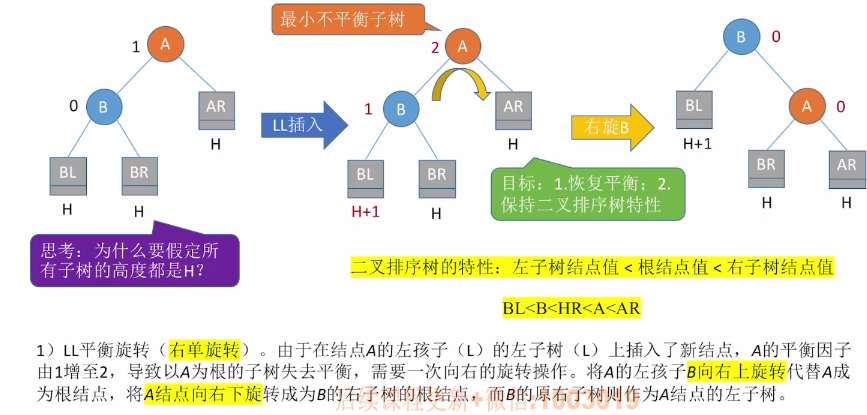 最小不平衡子树
1 A
2 A
B 0
0 B
AR
1 B
AR
BL
A 0
H
LL插入
H
右旋B
H+1
BL
BR
BL
BR
BR
AR
H
H
H+1
H
H
H
目标：1.恢复平衡；2.
保持二叉排序树特性
思考：为什么要假定所
有子树的高度都是H？
二叉排序树的特性：左子树结点值 < 根结点值 < 右子树结点值
BL<B<HR<A<AR
1）LL平衡旋转（右单旋转）。由于在结点A的左孩子（L）的左子树（L）上插入了新结点，A的平衡因子
由1增至2，导致以A为根的子树失去平衡，需要一次向右的旋转操作。将A的左孩子B向右上旋转代替A成
为根结点，将A结点向右下旋转成为B的右子树的根结点，而B的原右子树则作为A结点的左子树。
后续课程更新+微信:1603019